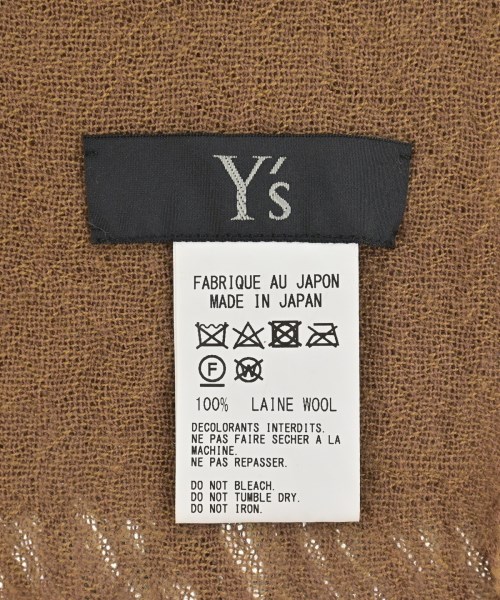 Y's
FABRIQUE AU JAPON
MADE IN JAPAN
F W
100% LAINE WOOL
DECOLORANTS INTERDITS.
NE PAS FAIRE SECHER A LA
MACHINE.
NE PAS REPASSER.
DO NOT BLEACH.
DO NOT TUMBLE DRY.
DO NOT IRON.